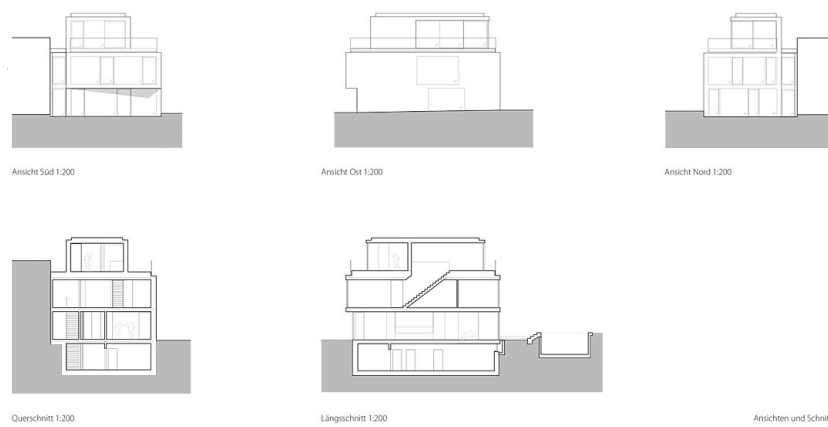 Ansicht Süd 1:200
Ansicht Ost 1:200
Ansicht Nord 1:200
Querschnitt 1:200
Längsschnitt 1:200
Ansichten und Schnit